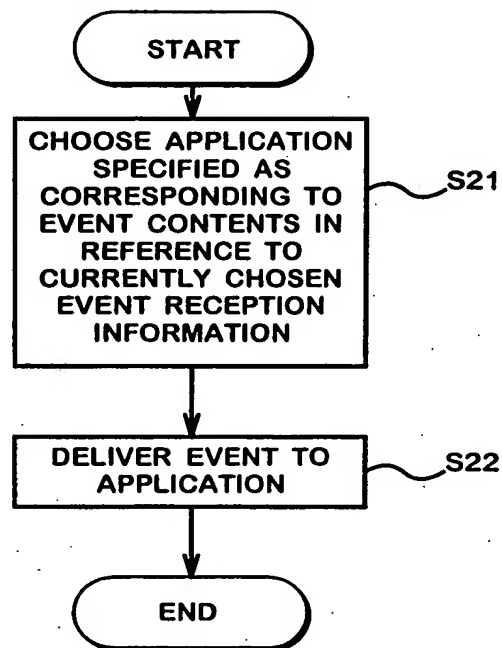 START
CHOOSE APPLICATION
SPECIFIED AS
CORRESPONDING TO
EVENT CONTENTS IN
REFERENCE TO
CURRENTLY CHOSEN
EVENT RECEPTION
INFORMATION
S21
DELIVER EVENT TO
APPLICATION
S22
END